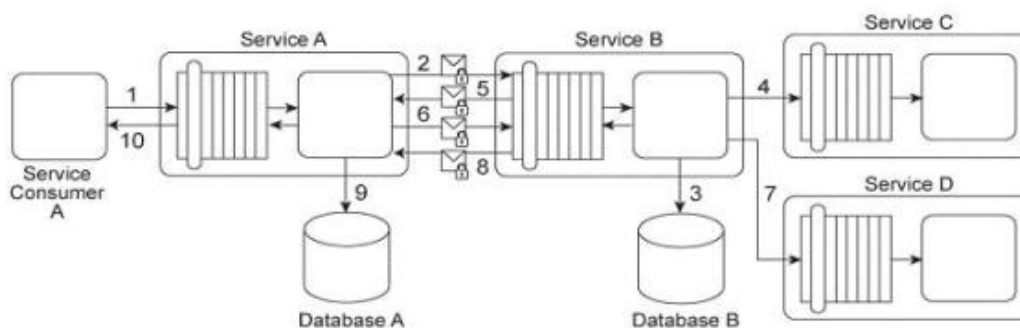 Service C
Service A
Service B
2
5
4
1
6
10
8
Service
Consumer
A
9
3
7
Service D
Database A
Database B